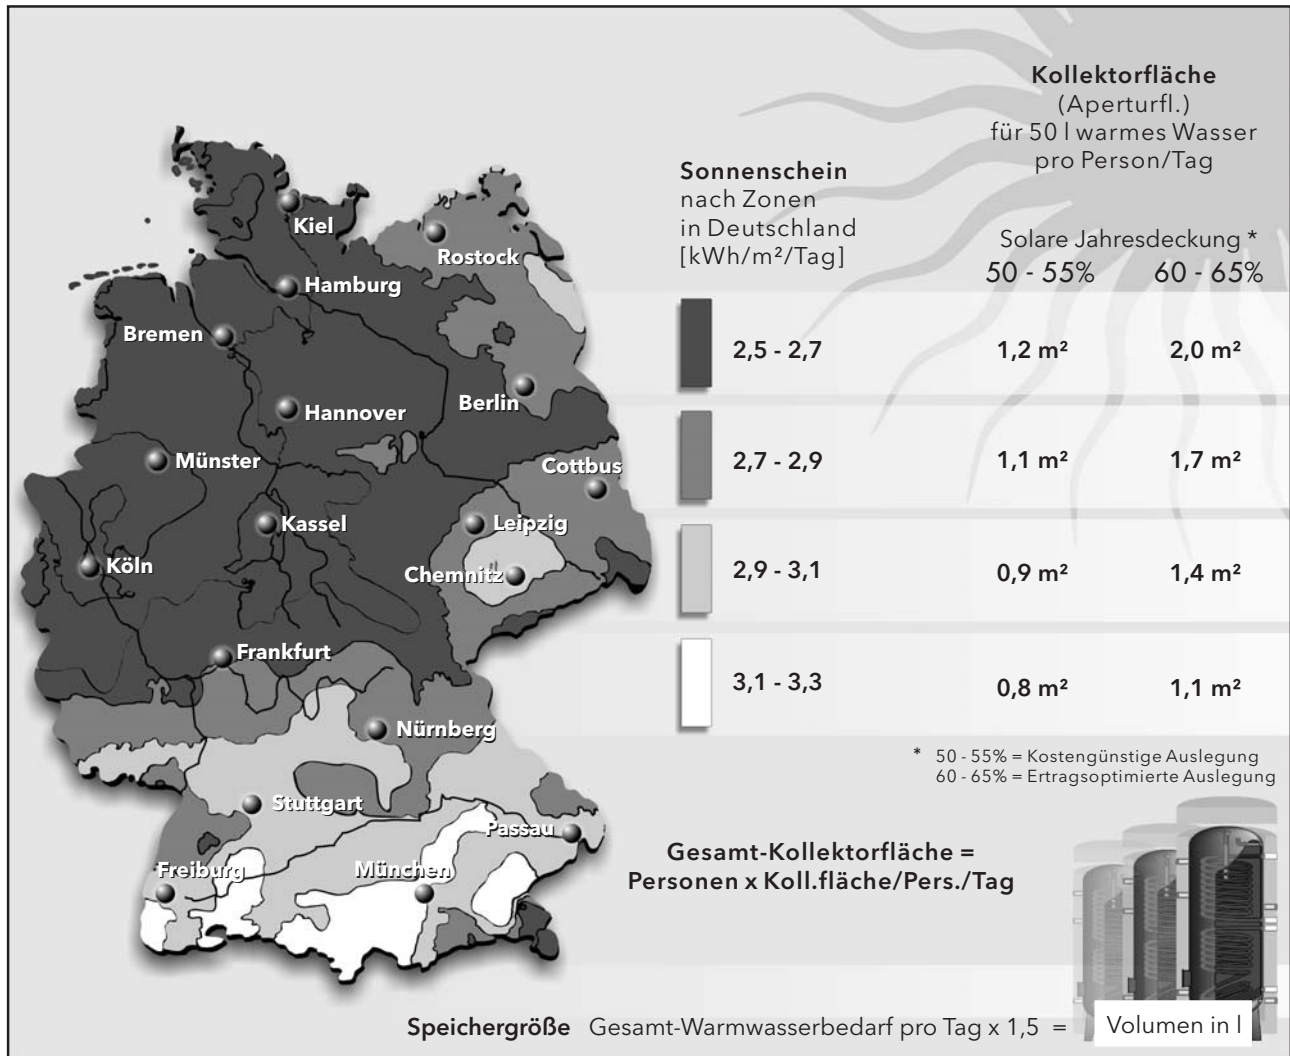 Kollektorfläche
(Aperturfl.)
für 50 l warmes Wasser
pro Person/Tag
Sonnenschein
nach Zonen
in Deutschland
[kWh/m²/Tag]
Solare Jahresdeckung *
50 - 55% 60 - 65%
2,5 - 2,7 1,2 m² 2,0 m²
2,7 - 2,9 1,1 m² 1,7 m²
2,9 - 3,1 0,9 m² 1,4 m²
3,1 - 3,3 0,8 m² 1,1 m²
* 50 - 55% = Kostengünstige Auslegung
60 - 65% = Ertragsoptimierte Auslegung
Kiel
Rostock
Hamburg
Bremen
Berlin
Hannover
Münster
Cottbus
Kassel
Leipzig
Köln
Chemnitz
Frankfurt
Nürnberg
Stuttgart
Passau
Freiburg
München
Gesamt-Kollektorfläche =
Personen x Koll.fläche/Pers./Tag
Speichergröße Gesamt-Warmwasserbedarf pro Tag x 1,5 = Volumen in l